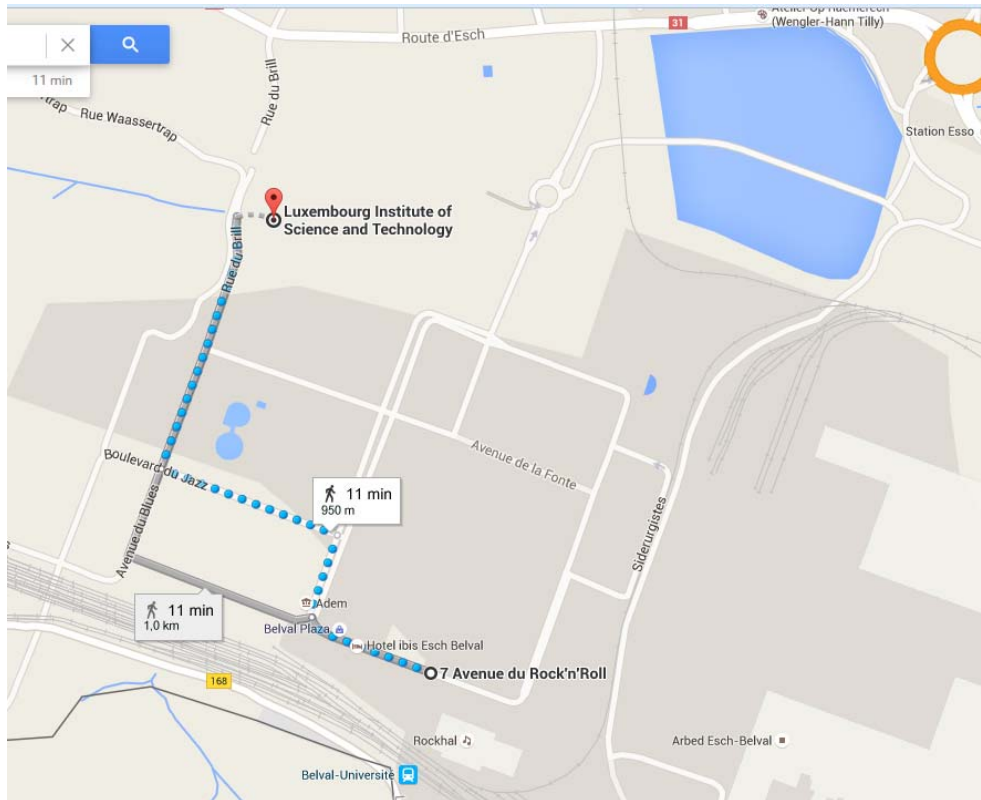 31
Route d'Esch
(Wengler-Hann Tilly)
11 min
Rue du Brill
Rue Waassertrap
Station Esso
Luxembourg Institute of
Science and Technology
Rue du Brill
Avenue de la Fonte
Boulevard du Jazz
11 min
950 m
Siderurgistes
Avenue du Blues
11 min
1,0 km
Adem
Belval Plaza
Hotel ibis Esch Belval
7 Avenue du Rock'n'Roll
168
Rockhal
Arbed Esch-Belval
Belval-Université